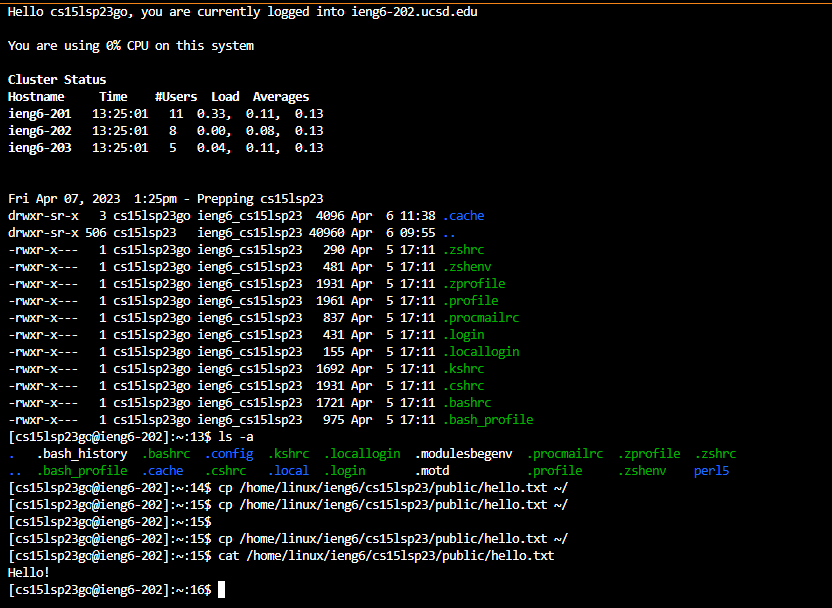 Hello cs15lsp23go, you are currently logged into ieng6-202.ucsd.edu
You are using 0% CPU on this system
Cluster Status
Hostname     Time    #Users  Load  Averages
ieng6-201   13:25:01   11  0.33,  0.11,  0.13
ieng6-202   13:25:01   8   0.00,  0.08,  0.13
ieng6-203   13:25:01   5   0.04,  0.11,  0.13
Fri Apr 07, 2023  1:25pm - Prepping cs15lsp23
drwxr-sr-x   3 cs15lsp23go ieng6_cs15lsp23  4096 Apr  6 11:38 .cache
drwxr-sr-x 506 cs15lsp23   ieng6_cs15lsp23 40960 Apr  6 09:55 ..
-rwxr-x---   1 cs15lsp23go ieng6_cs15lsp23   290 Apr  5 17:11 .zshrc
-rwxr-x---   1 cs15lsp23go ieng6_cs15lsp23   481 Apr  5 17:11 .zshenv
-rwxr-x---   1 cs15lsp23go ieng6_cs15lsp23  1931 Apr  5 17:11 .zprofile
-rwxr-x---   1 cs15lsp23go ieng6_cs15lsp23  1961 Apr  5 17:11 .profile
-rwxr-x---   1 cs15lsp23go ieng6_cs15lsp23   837 Apr  5 17:11 .procmailrc
-rwxr-x---   1 cs15lsp23go ieng6_cs15lsp23   431 Apr  5 17:11 .login
-rwxr-x---   1 cs15lsp23go ieng6_cs15lsp23   155 Apr  5 17:11 .locallogin
-rwxr-x---   1 cs15lsp23go ieng6_cs15lsp23  1692 Apr  5 17:11 .kshrc
-rwxr-x---   1 cs15lsp23go ieng6_cs15lsp23  1931 Apr  5 17:11 .cshrc
-rwxr-x---   1 cs15lsp23go ieng6_cs15lsp23  1721 Apr  5 17:11 .bashrc
-rwxr-x---   1 cs15lsp23go ieng6_cs15lsp23   975 Apr  5 17:11 .bash_profile
[cs15lsp23go@ieng6-202]:~:13$ ls -a
.   .bash_history  .bashrc  .config  .kshrc  .locallogin  .modulesbegenv  .procmailrc  .zprofile  .zshrc
..  .bash_profile  .cache   .cshrc   .local  .login       .motd           .profile     .zshenv    perl5
[cs15lsp23go@ieng6-202]:~:14$ cp /home/linux/ieng6/cs15lsp23/public/hello.txt ~/
[cs15lsp23go@ieng6-202]:~:15$ cp /home/linux/ieng6/cs15lsp23/public/hello.txt ~/
[cs15lsp23go@ieng6-202]:~:15$
[cs15lsp23go@ieng6-202]:~:15$ cp /home/linux/ieng6/cs15lsp23/public/hello.txt ~/
[cs15lsp23go@ieng6-202]:~:15$ cat /home/linux/ieng6/cs15lsp23/public/hello.txt
Hello!
[cs15lsp23go@ieng6-202]:~:16$